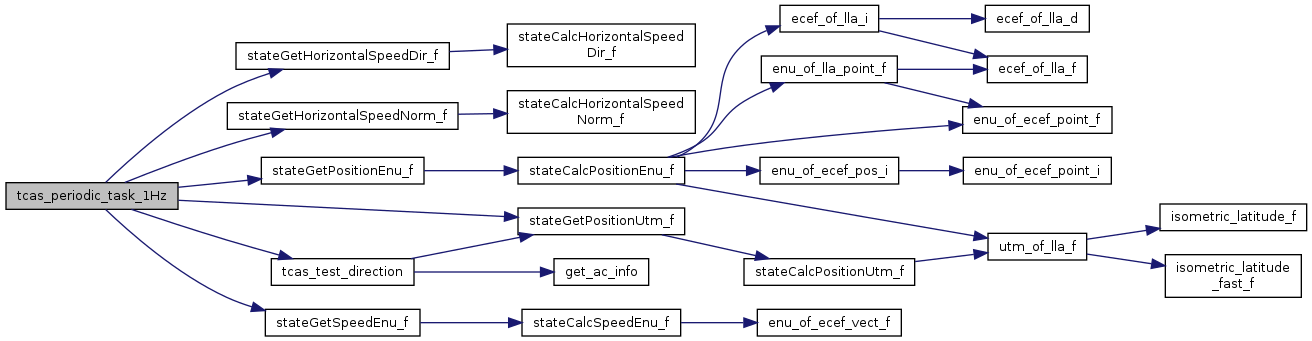 tcas_periodic_task_1Hz
stateGetHorizontalSpeedDir_f
stateCalcHorizontalSpeed
Dir_f
stateGetHorizontalSpeedNorm_f
stateCalcHorizontalSpeed
Norm_f
stateGetPositionEnu_f
stateCalcPositionEnu_f
ecef_of_lla_i
ecef_of_lla_d
ecef_of_lla_f
enu_of_lla_point_f
enu_of_ecef_point_f
enu_of_ecef_pos_i
enu_of_ecef_point_i
stateGetPositionUtm_f
utm_of_lla_f
isometric_latitude_f
isometric_latitude
_fast_f
tcas_test_direction
get_ac_info
stateCalcPositionUtm_f
stateGetSpeedEnu_f
stateCalcSpeedEnu_f
enu_of_ecef_vect_f